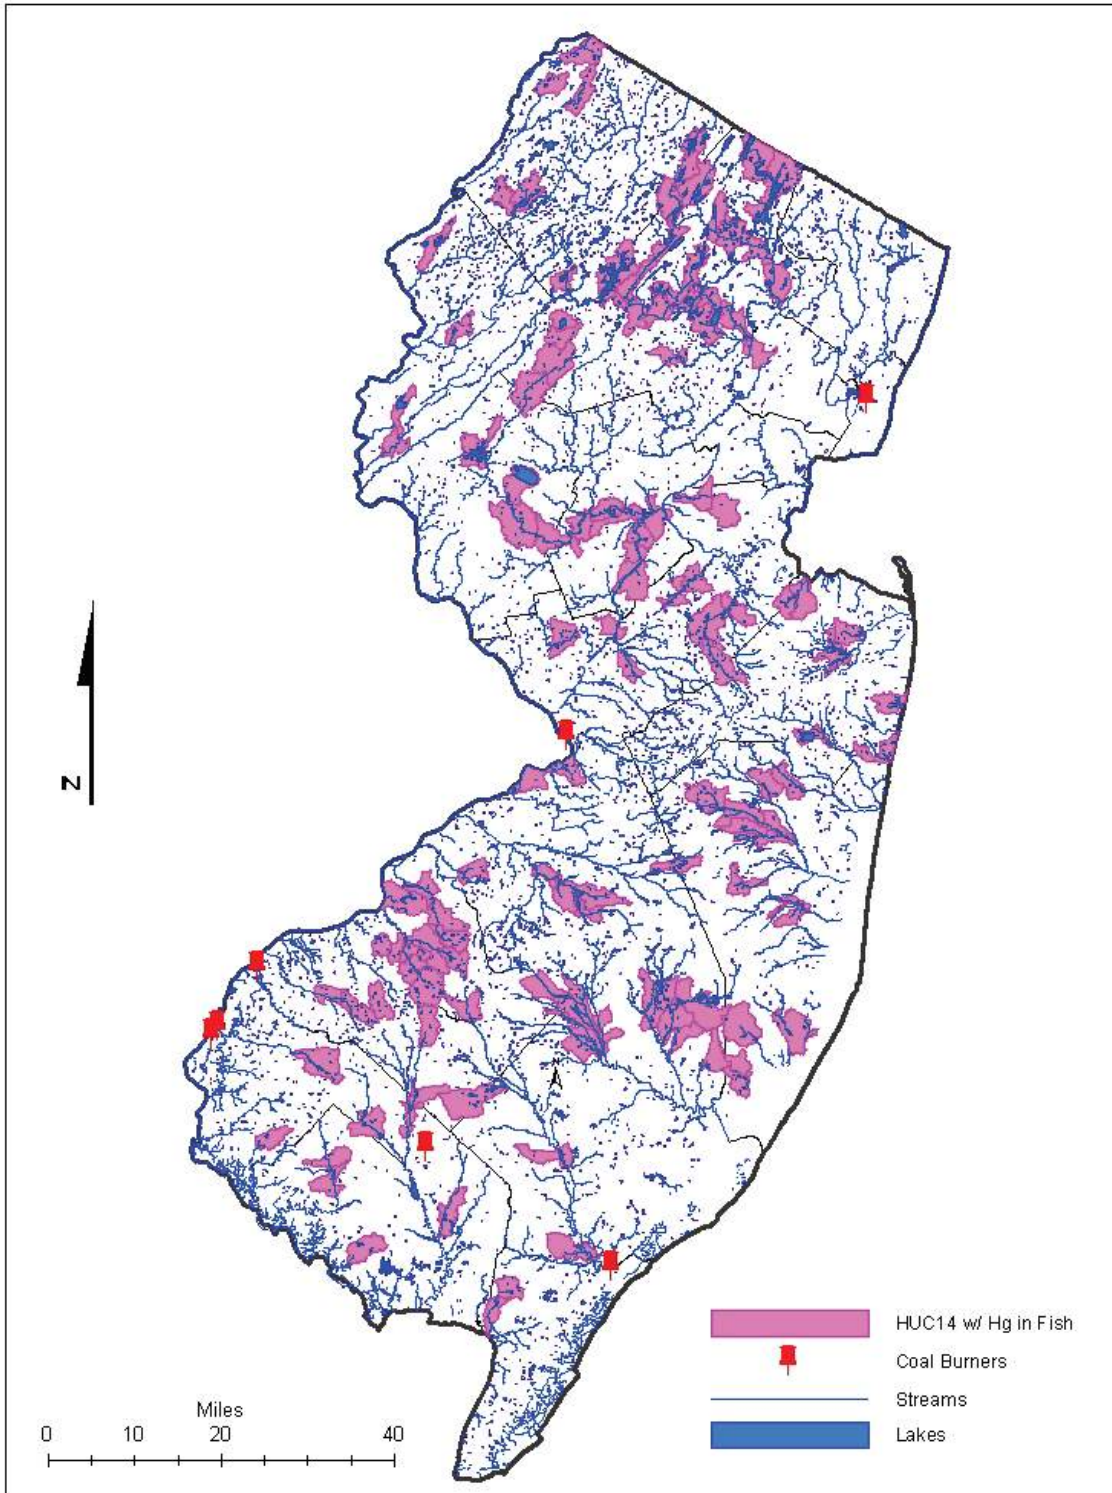 N
N
HUC14 w/ Hg in Fish
Coal Burners
Streams
Lakes
Miles
0 10 20 40